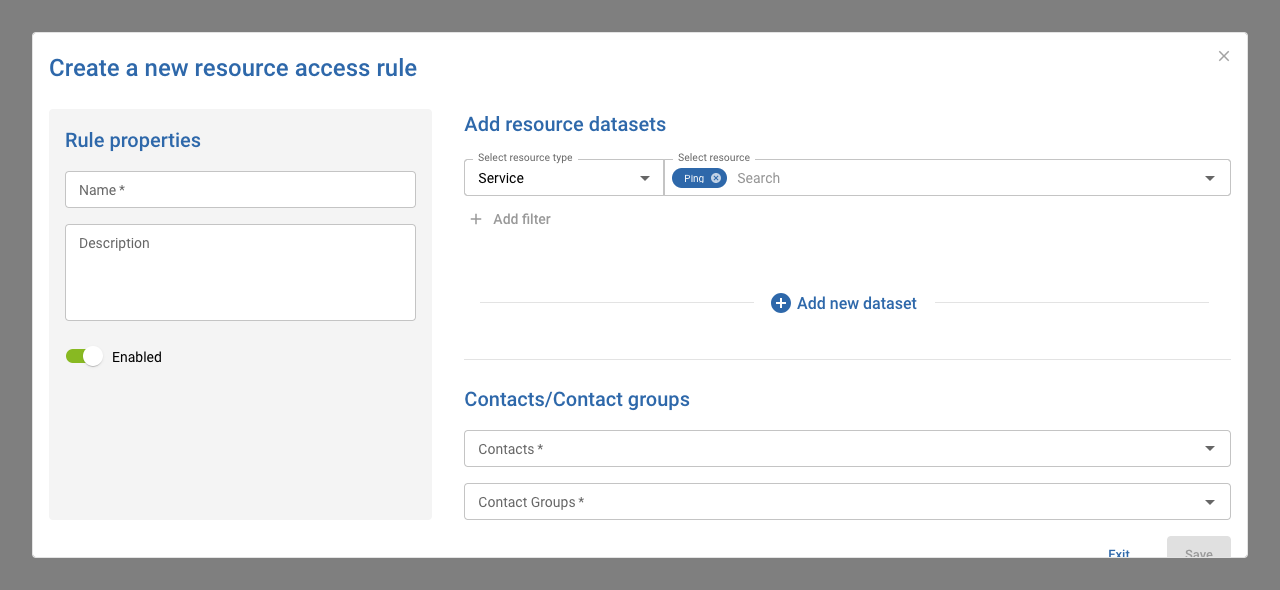 Create a new resource access rule
Rule properties
Name *
Description
Enabled
Add resource datasets
Select resource type
Service
Select resource
Ping
Search
Add filter
Add new dataset
Contacts/Contact groups
Contacts *
Contact Groups *
Exit
Save